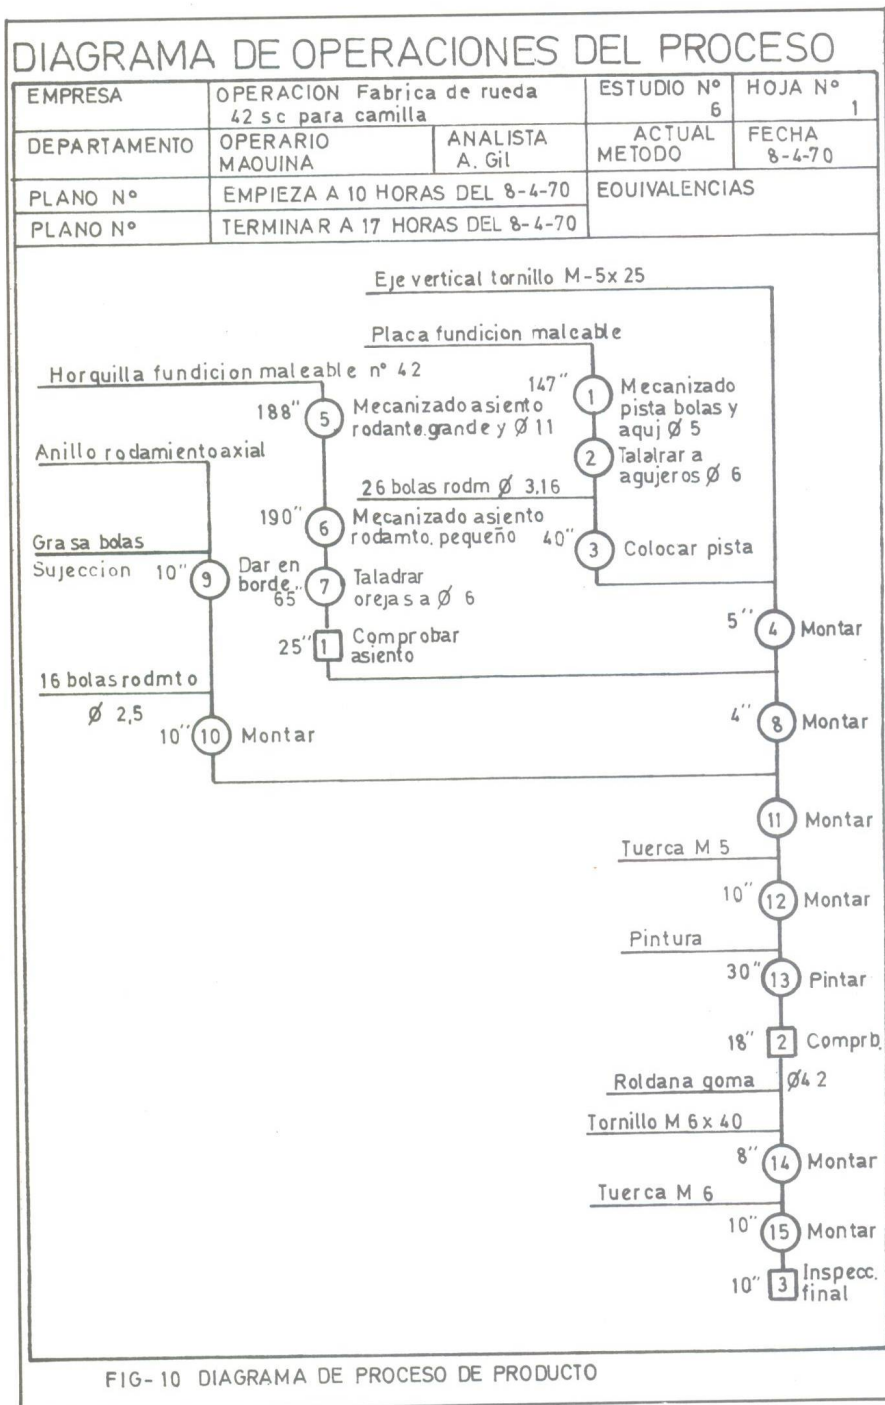 DIAGRAMA DE OPERACIONES DEL PROCESO
EMPRESA
OPERACION Fabrica de rueda
42 sc para camilla
ESTUDIO Nº
6
HOJA Nº
1
DEPARTAMENTO
OPERARIO
MAQUINA
ANALISTA
A. Gil
ACTUAL
METODO
FECHA
8-4-70
PLANO Nº
EMPIEZA A 10 HORAS DEL 8-4-70
EQUIVALENCIAS
PLANO Nº
TERMINAR A 17 HORAS DEL 8-4-70
Eje vertical tornillo M-5x25
Placa fundicion maleable
Horquilla fundicion maleable nº 42
147" 1 Mecanizado
pista bolas y
aquj Ø 5
188" 5 Mecanizado asiento
rodante.grande y Ø 11
Anillo rodamiento axial
2 Talalrar a
agujeros Ø 6
26 bolas rodm Ø 3,16
190" 6 Mecanizado asiento
rodamto. pequeño
40" 3 Colocar pista
Grasa bolas
Sujeccion 10" 9 Dar en
borde
65" 7 Taladrar
orejas a Ø 6
5" 4 Montar
25" 1 Comprobar
asiento
16 bolas rodmto
Ø 2,5
10" 10 Montar
4" 8 Montar
11 Montar
Tuerca M 5
10" 12 Montar
Pintura
30" 13 Pintar
18" 2 Comprb.
Roldana goma Ø42
Tornillo M 6x40
8" 14 Montar
Tuerca M 6
10" 15 Montar
10" 3 Inspecc.
final
FIG-10 DIAGRAMA DE PROCESO DE PRODUCTO